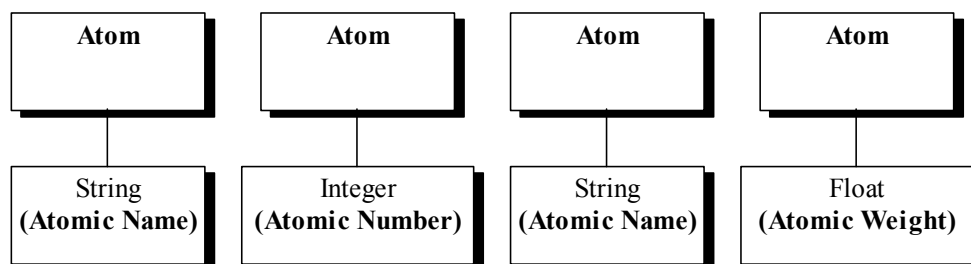 Atom
Atom
Atom
Atom
String
(Atomic Name)
Integer
(Atomic Number)
String
(Atomic Name)
Float
(Atomic Weight)